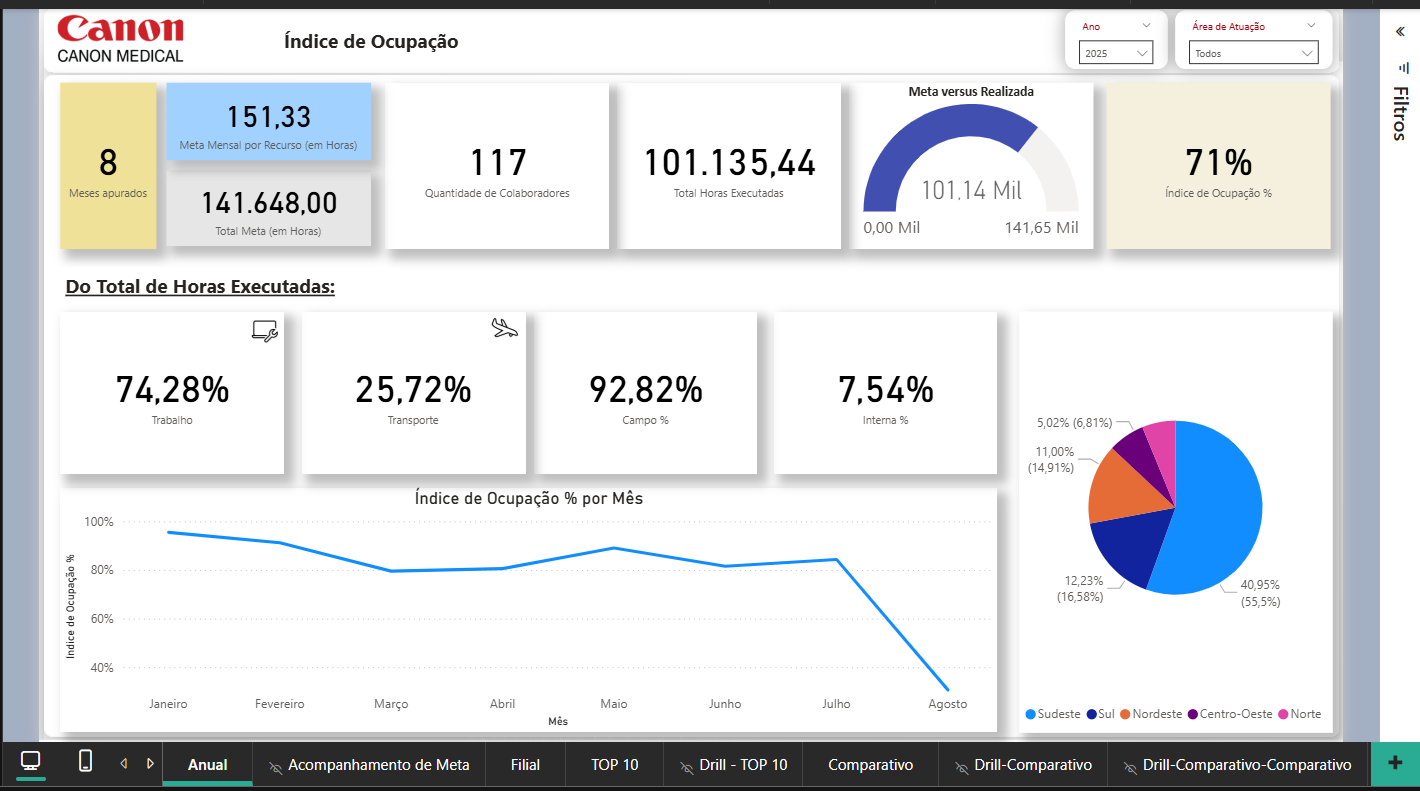 Canon
CANON MEDICAL
Índice de Ocupação
Ano
2025
Área de Atuação
Todos
Filtros
8
Meses apurados
151,33
Meta Mensal por Recurso (em Horas)
141.648,00
Total Meta (em Horas)
117
Quantidade de Colaboradores
101.135,44
Total Horas Executadas
Meta versus Realizada
101,14 Mil
0,00 Mil
141,65 Mil
71%
Índice de Ocupação %
Do Total de Horas Executadas:
74,28%
Trabalho
25,72%
Transporte
92,82%
Campo %
7,54%
Interna %
5,02% (6,81%)
11,00%
(14,91%)
12,23%
(16,58%)
40,95%
(55,5%)
Sudeste Sul Nordeste Centro-Oeste Norte
Índice de Ocupação % por Mês
Índice de Ocupação %
100%
80%
60%
40%
Janeiro Fevereiro Março Abril Maio Junho Julho Agosto
Mês
Anual Acompanhamento de Meta Filial TOP 10 Drill - TOP 10 Comparativo Drill-Comparativo Drill-Comparativo-Comparativo